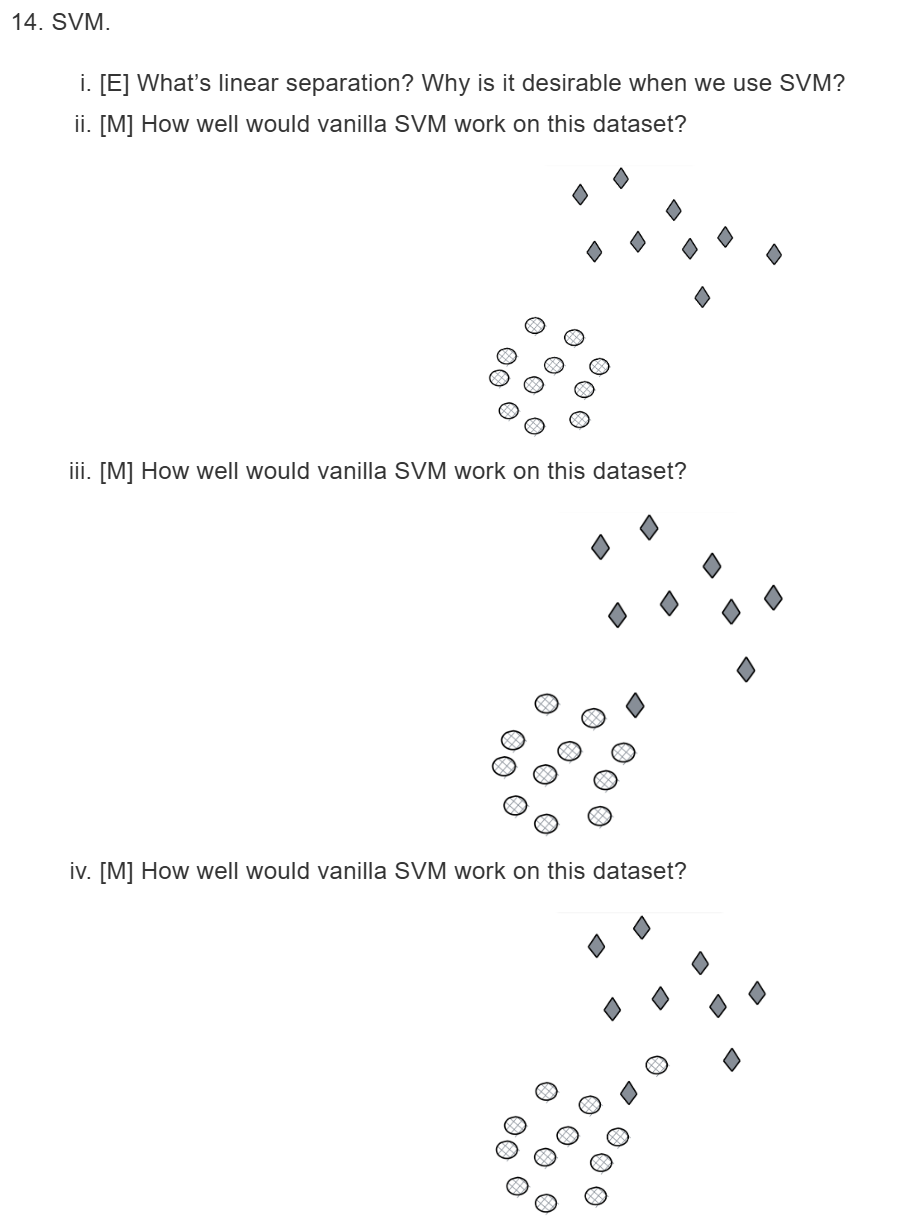 14. SVM.
i. [E] What’s linear separation? Why is it desirable when we use SVM?
ii. [M] How well would vanilla SVM work on this dataset?
iii. [M] How well would vanilla SVM work on this dataset?
iv. [M] How well would vanilla SVM work on this dataset?